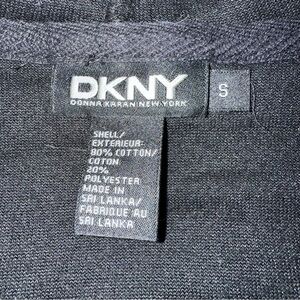 DKNY
DONNA KARAN NEW YORK
S
SHELL/
EXTERIEUR:
80% COTTON/
COTON
20%
POLYESTER
MADE IN
SRI LANKA/
FABRIQUE AU
SRI LANKA